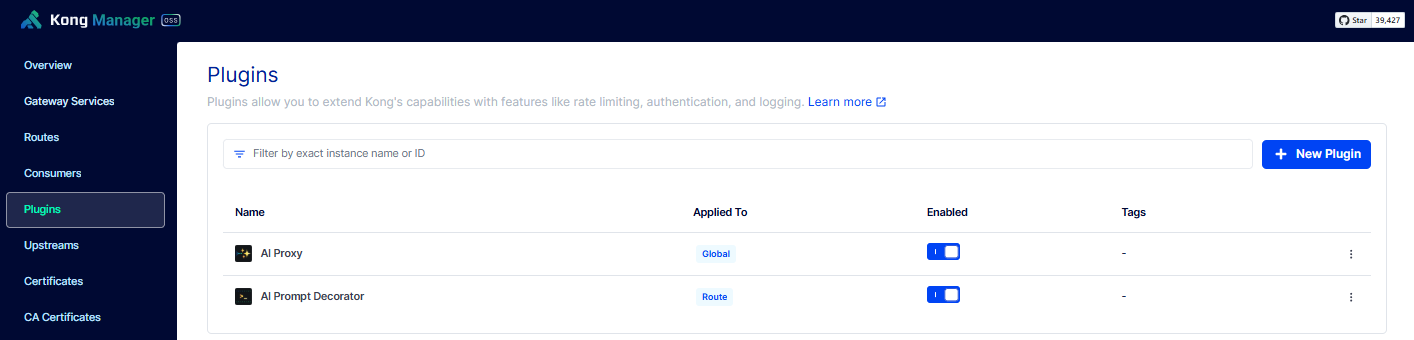 Kong Manager OSS
Star 39,427
Overview
Gateway Services
Routes
Consumers
Plugins
Upstreams
Certificates
CA Certificates
Plugins
Plugins allow you to extend Kong's capabilities with features like rate limiting, authentication, and logging. Learn more
Filter by exact instance name or ID
+ New Plugin
Name Applied To Enabled Tags
AI Proxy Global -
AI Prompt Decorator Route -